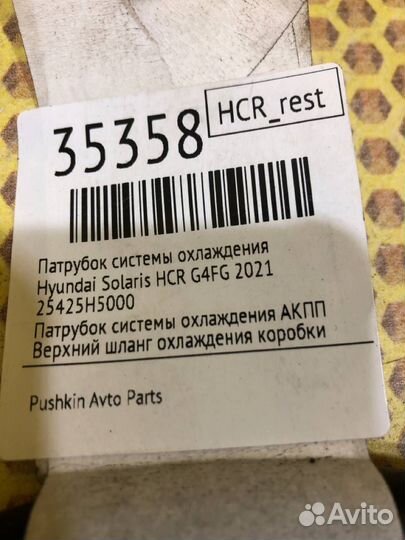 35358
HCR_rest
Патрубок системы охлаждения
Hyundai Solaris HCR G4FG 2021
25425H5000
Патрубок системы охлаждения АКПП
Верхний шланг охлаждения коробки
Pushkin Avto Parts
Avito